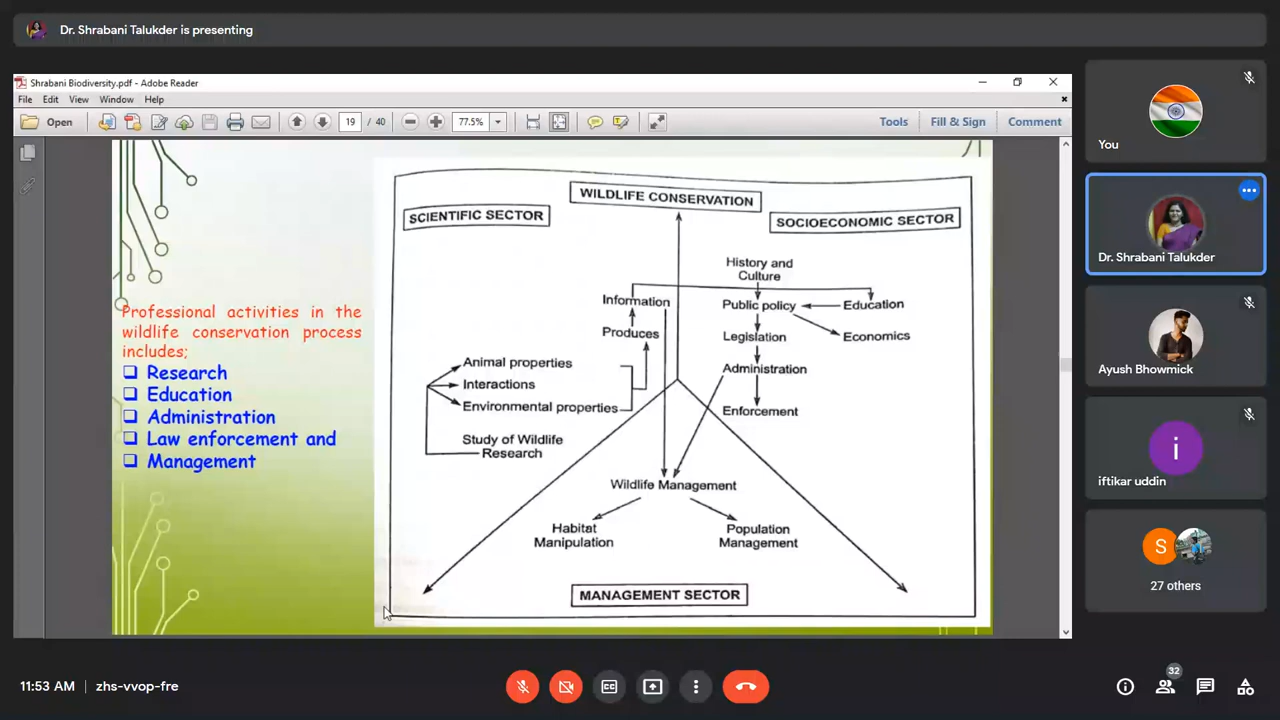 Dr. Shrabani Talukder is presenting
Shrabani Biodiversity.pdf - Adobe Reader
File Edit View Window Help
Open
19 / 40
77.5%
Tools
Fill & Sign
Comment
Professional activities in the
wildlife conservation process
includes;
Research
Education
Administration
Law enforcement and
Management
WILDLIFE CONSERVATION
SCIENTIFIC SECTOR
SOCIOECONOMIC SECTOR
History and
Culture
Information
Public policy
Education
Produces
Legislation
Economics
Animal properties
Administration
Interactions
Environmental properties
Enforcement
Study of Wildlife
Research
Wildlife Management
Habitat
Manipulation
Population
Management
MANAGEMENT SECTOR
You
Dr. Shrabani Talukder
Ayush Bhowmick
i
iftikar uddin
S
27 others
11:53 AM | zhs-vvop-fre
CC
32